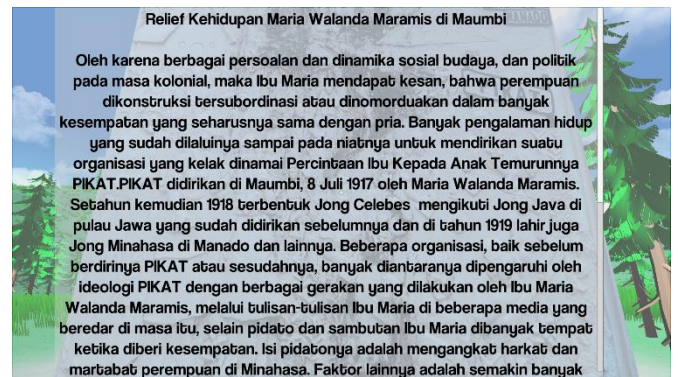 Relief Kehidupan Maria Walanda Maramis di Maumbi
Oleh karena berbagai persoalan dan dinamika sosial budaya, dan politik
pada masa kolonial, maka Ibu Maria mendapat kesan, bahwa perempuan
dikonstruksi tersubordinasi atau dinomorduakan dalam banyak
kesempatan yang seharusnya sama dengan pria. Banyak pengalaman hidup
yang sudah dilaluinya sampai pada niatnya untuk mendirikan suatu
organisasi yang kelak dinamai Percintaan Ibu Kepada Anak Temurunnya
PIKAT.PIKAT didirikan di Maumbi, 8 Juli 1917 oleh Maria Walanda Maramis.
Setahun kemudian 1918 terbentuk Jong Celebes mengikuti Jong Java di
pulau Jawa yang sudah didirikan sebelumnya dan di tahun 1919 lahir juga
Jong Minahasa di Manado dan lainnya. Beberapa organisasi, baik sebelum
berdirinya PIKAT atau sesudahnya, banyak diantaranya dipengaruhi oleh
ideologi PIKAT dengan berbagai gerakan yang dilakukan oleh Ibu Maria
Walanda Maramis, melalui tulisan-tulisan Ibu Maria di beberapa media yang
beredar di masa itu, selain pidato dan sambutan Ibu Maria dibanyak tempat
ketika diberi kesempatan. Isi pidatonya adalah mengangkat harkat dan
martabat perempuan di Minahasa. Faktor lainnya adalah semakin banyak